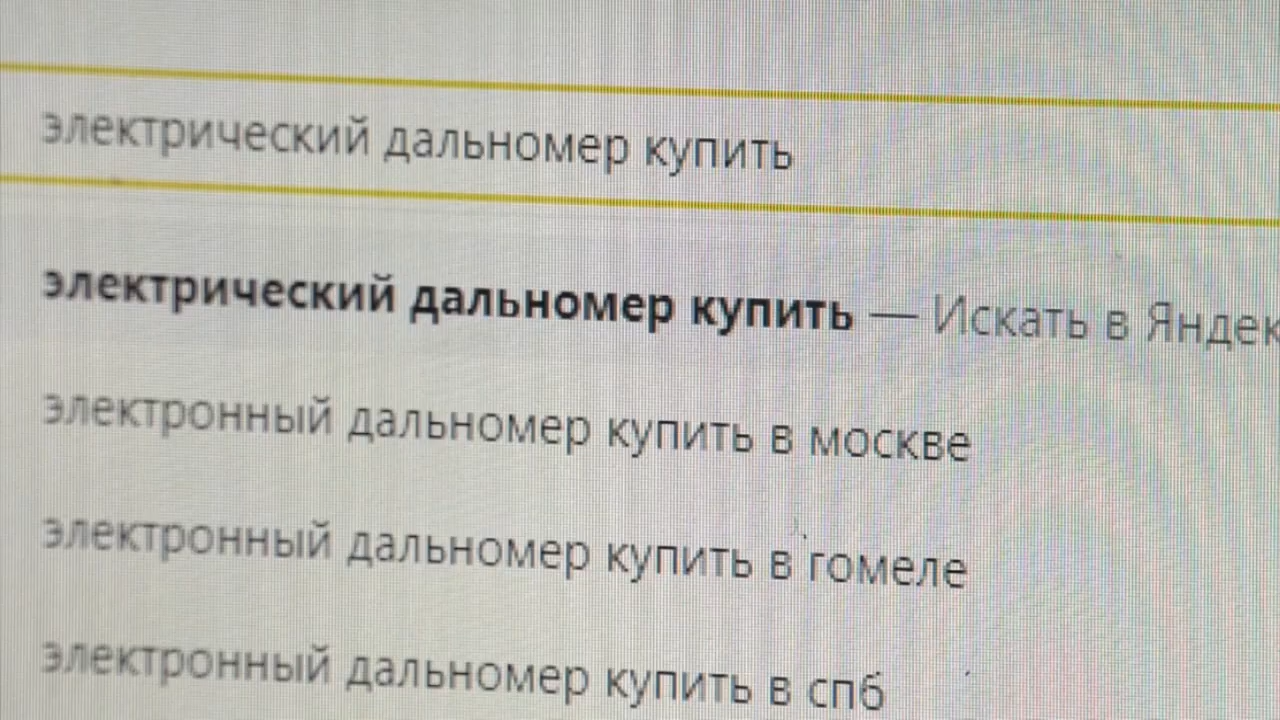 электрический дальномер купить
электрический дальномер купить — Искать в Яндек
электронный дальномер купить в москве
электронный дальномер купить в гомеле
электронный дальномер купить в спб